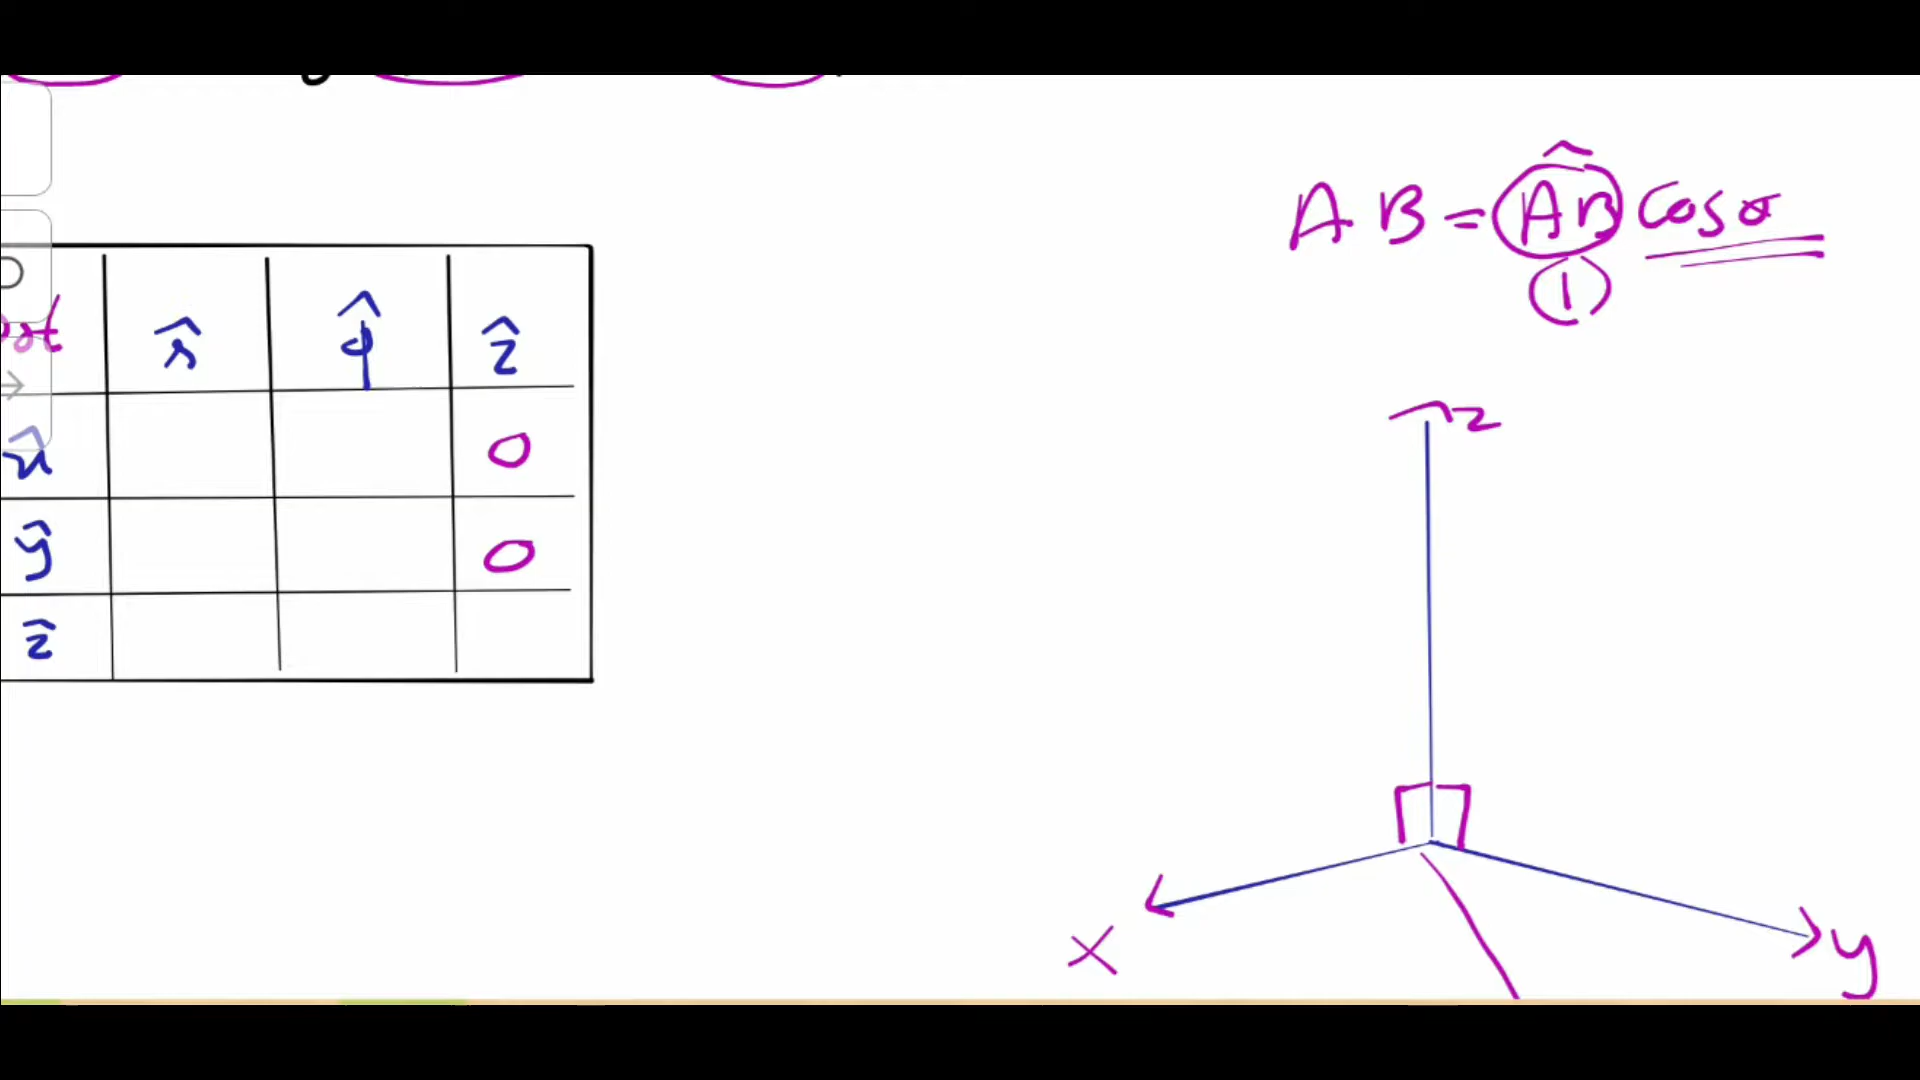 A B = A B cos σ
(1)
r̂ φ̂ ẑ
x̂ 0
ŷ 0
ẑ
z
x
y